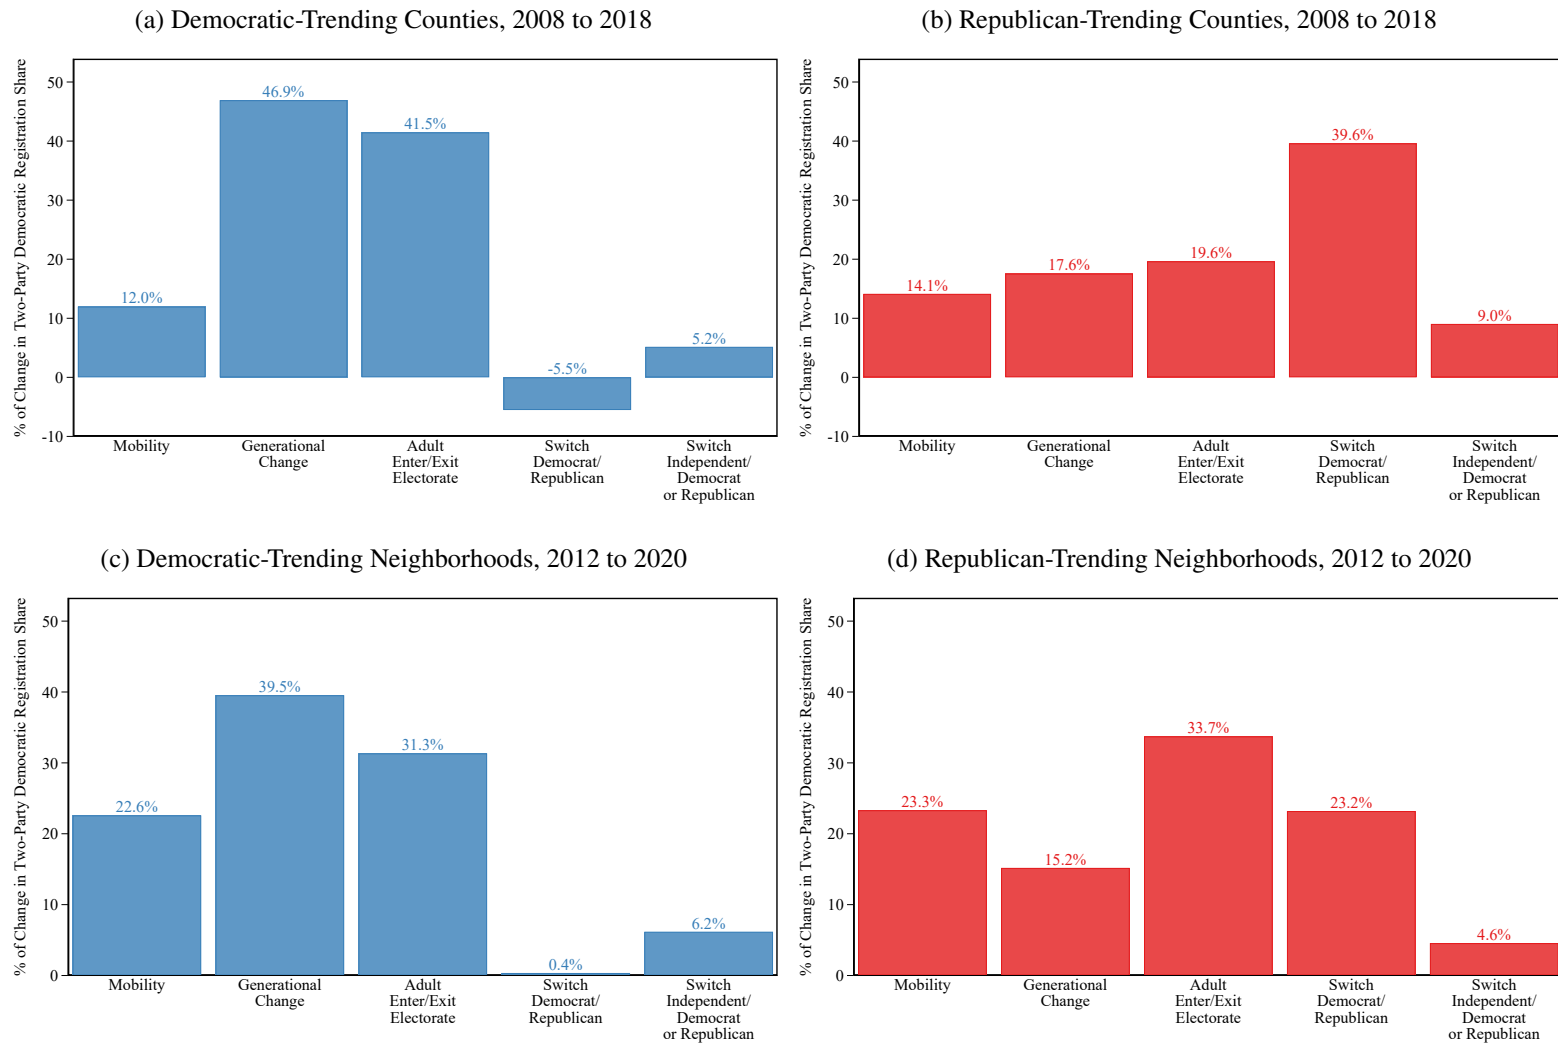 (a) Democratic-Trending Counties, 2008 to 2018
% of Change in Two-Party Democratic Registration Share
50
40
30
20
10
0
-10
46.9%
41.5%
12.0%
5.2%
-5.5%
Mobility
Generational
Change
Adult
Enter/Exit
Electorate
Switch
Democrat/
Republican
Switch
Independent/
Democrat
or Republican
(b) Republican-Trending Counties, 2008 to 2018
% of Change in Two-Party Democratic Registration Share
50
40
30
20
10
0
-10
14.1%
17.6%
19.6%
39.6%
9.0%
Mobility
Generational
Change
Adult
Enter/Exit
Electorate
Switch
Democrat/
Republican
Switch
Independent/
Democrat
or Republican
(c) Democratic-Trending Neighborhoods, 2012 to 2020
% of Change in Two-Party Democratic Registration Share
50
40
30
20
10
0
22.6%
39.5%
31.3%
0.4%
6.2%
Mobility
Generational
Change
Adult
Enter/Exit
Electorate
Switch
Democrat/
Republican
Switch
Independent/
Democrat
or Republican
(d) Republican-Trending Neighborhoods, 2012 to 2020
% of Change in Two-Party Democratic Registration Share
50
40
30
20
10
0
23.3%
15.2%
33.7%
23.2%
4.6%
Mobility
Generational
Change
Adult
Enter/Exit
Electorate
Switch
Democrat/
Republican
Switch
Independent/
Democrat
or Republican